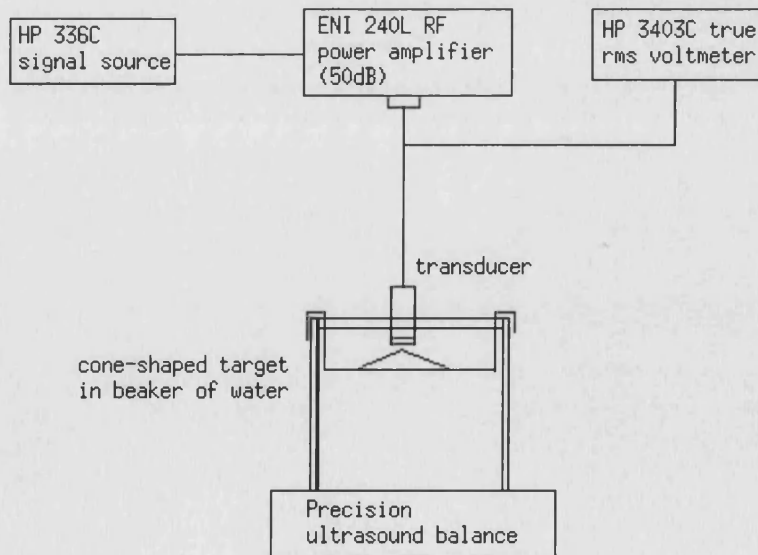 HP 336C
signal source
ENI 240L RF
power amplifier
(50dB)
HP 3403C true
rms voltmeter
transducer
cone-shaped target
in beaker of water
Precision
ultrasound balance